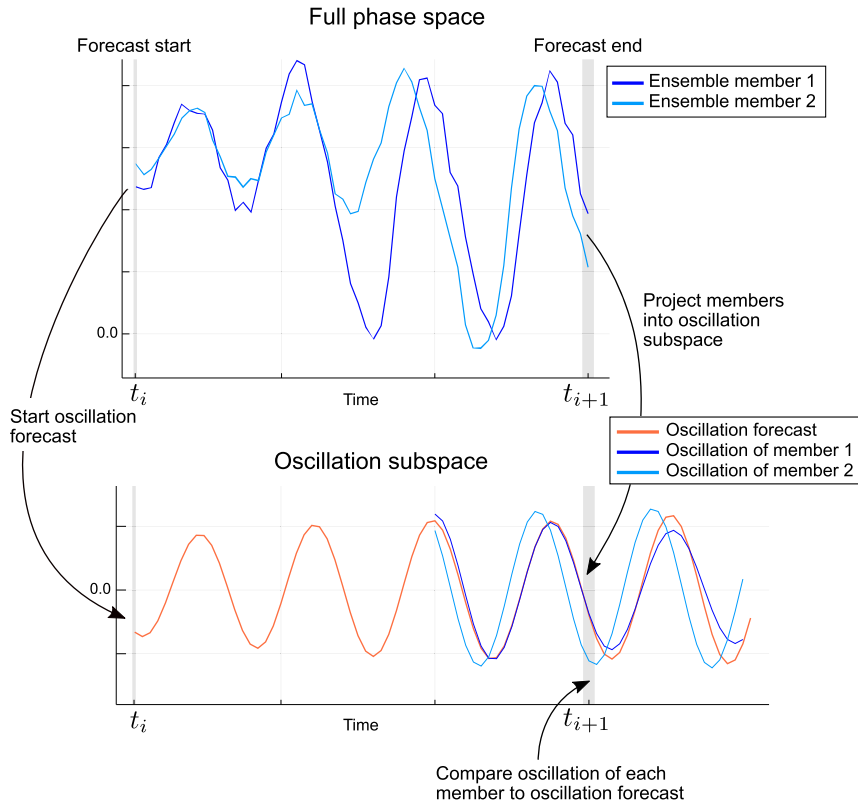 Full phase space
Forecast start
Forecast end
Ensemble member 1
Ensemble member 2
0.0
t_i
Time
t_{i+1}
Project members
into oscillation
subspace
Start oscillation
forecast
Oscillation forecast
Oscillation of member 1
Oscillation of member 2
Oscillation subspace
0.0
t_i
Time
t_{i+1}
Compare oscillation of each
member to oscillation forecast